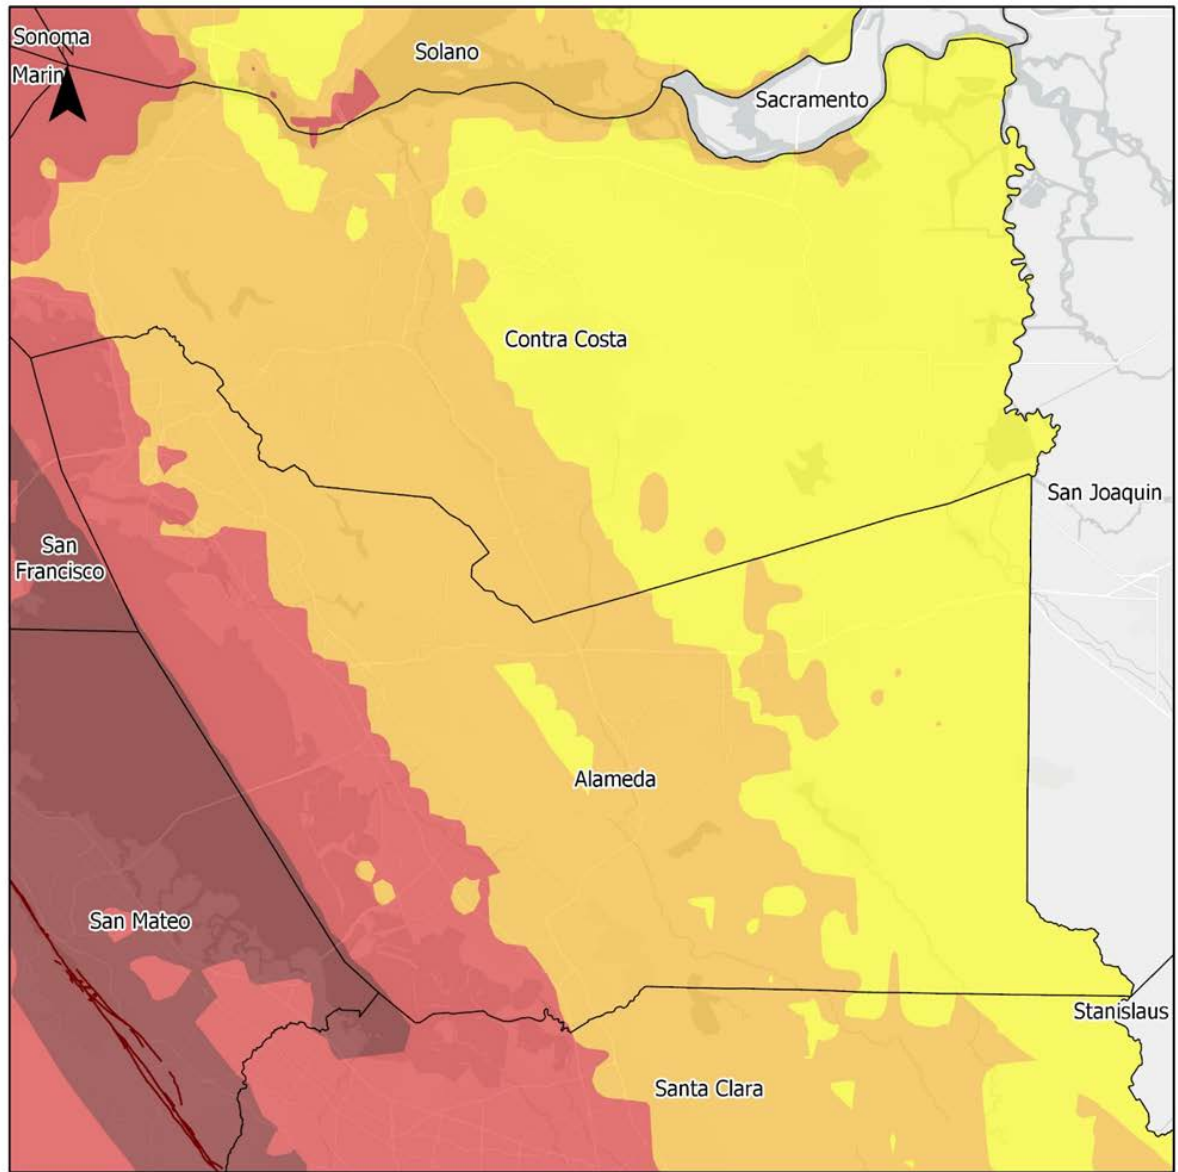 Sonoma
Solano
Marin
Sacramento
Contra Costa
San Joaquin
San
Francisco
Alameda
San Mateo
Stanislaus
Santa Clara